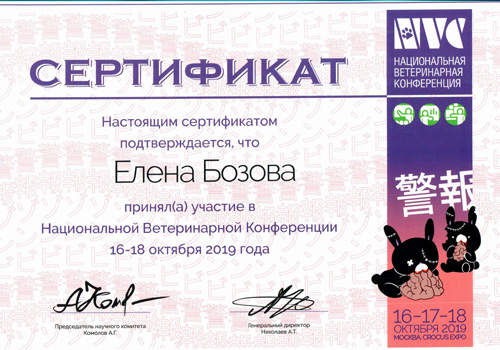 СЕРТИФИКАТ
Настоящим сертификатом
подтверждается, что
Елена Бозова
принял(а) участие в
Национальной Ветеринарной Конференции
16-18 октября 2019 года
Председатель научного комитета
Комолов А.Г.
Генеральный директор
Николаев А.Т.
NVC
НАЦИОНАЛЬНАЯ
ВЕТЕРИНАРНАЯ
КОНФЕРЕНЦИЯ
警報
16-17-18
ОКТЯБРЯ 2019
МОСКВА CROCUS EXPO